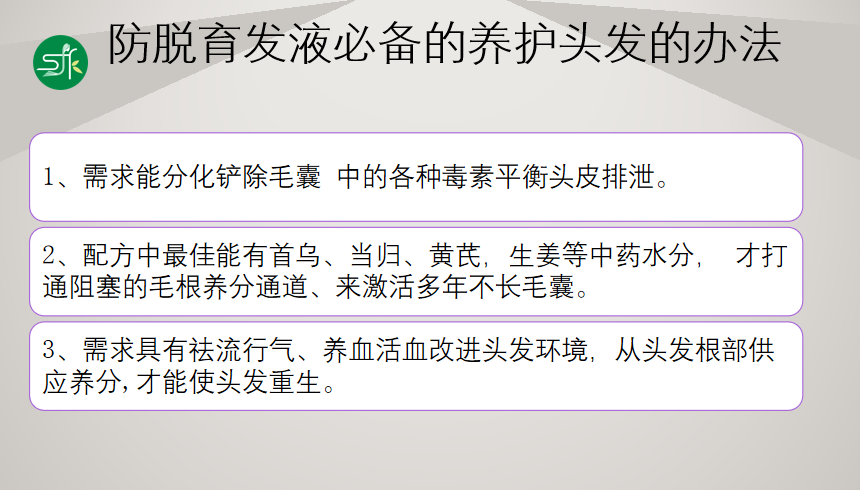 防脱育发液必备的养护头发的办法
1、需求能分化铲除毛囊 中的各种毒素平衡头皮排泄。
2、配方中最佳能有首乌、当归、黄芪,生姜等中药水分, 才打
通阻塞的毛根养分通道、来激活多年不长毛囊。
3、需求具有祛流行气、养血活血改进头发环境,从头发根部供
应养分,才能使头发重生。